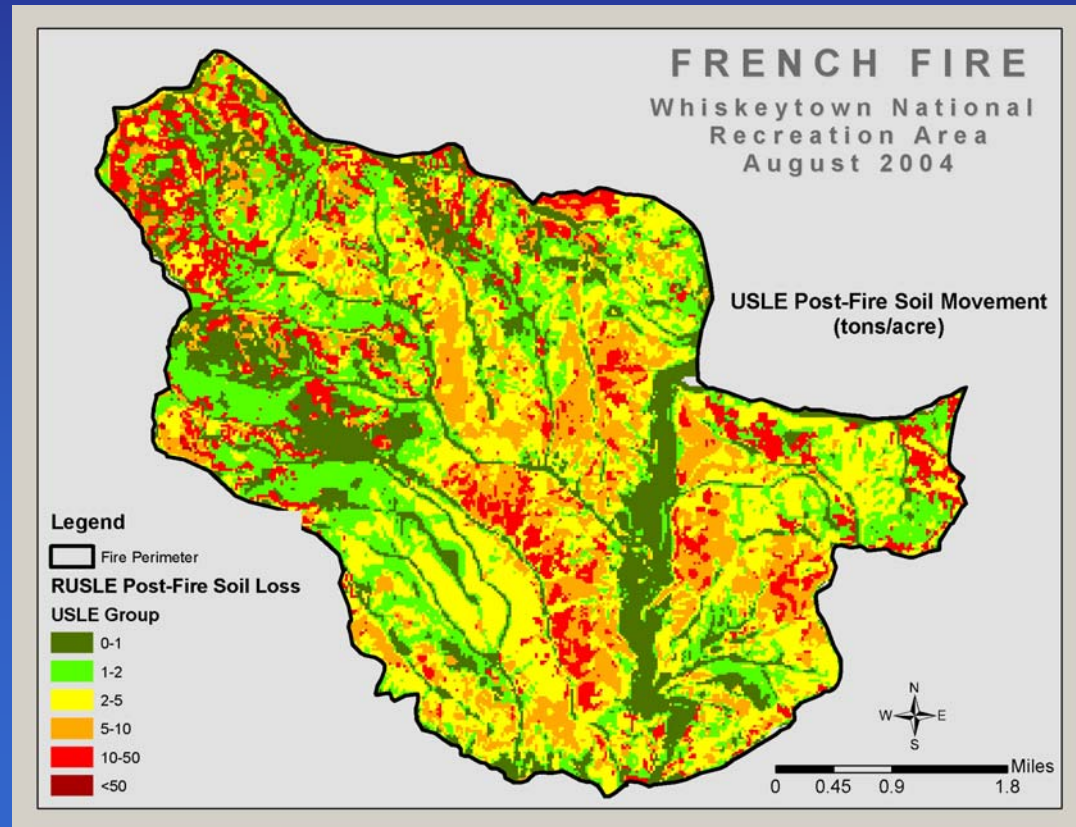 FRENCH FIRE
Whiskeytown National
Recreation Area
August 2004
USLE Post-Fire Soil Movement
(tons/acre)
Legend
Fire Perimeter
RUSLE Post-Fire Soil Loss
USLE Group
0-1
1-2
2-5
5-10
10-50
<50
N
W E
S
Miles
0 0.45 0.9 1.8